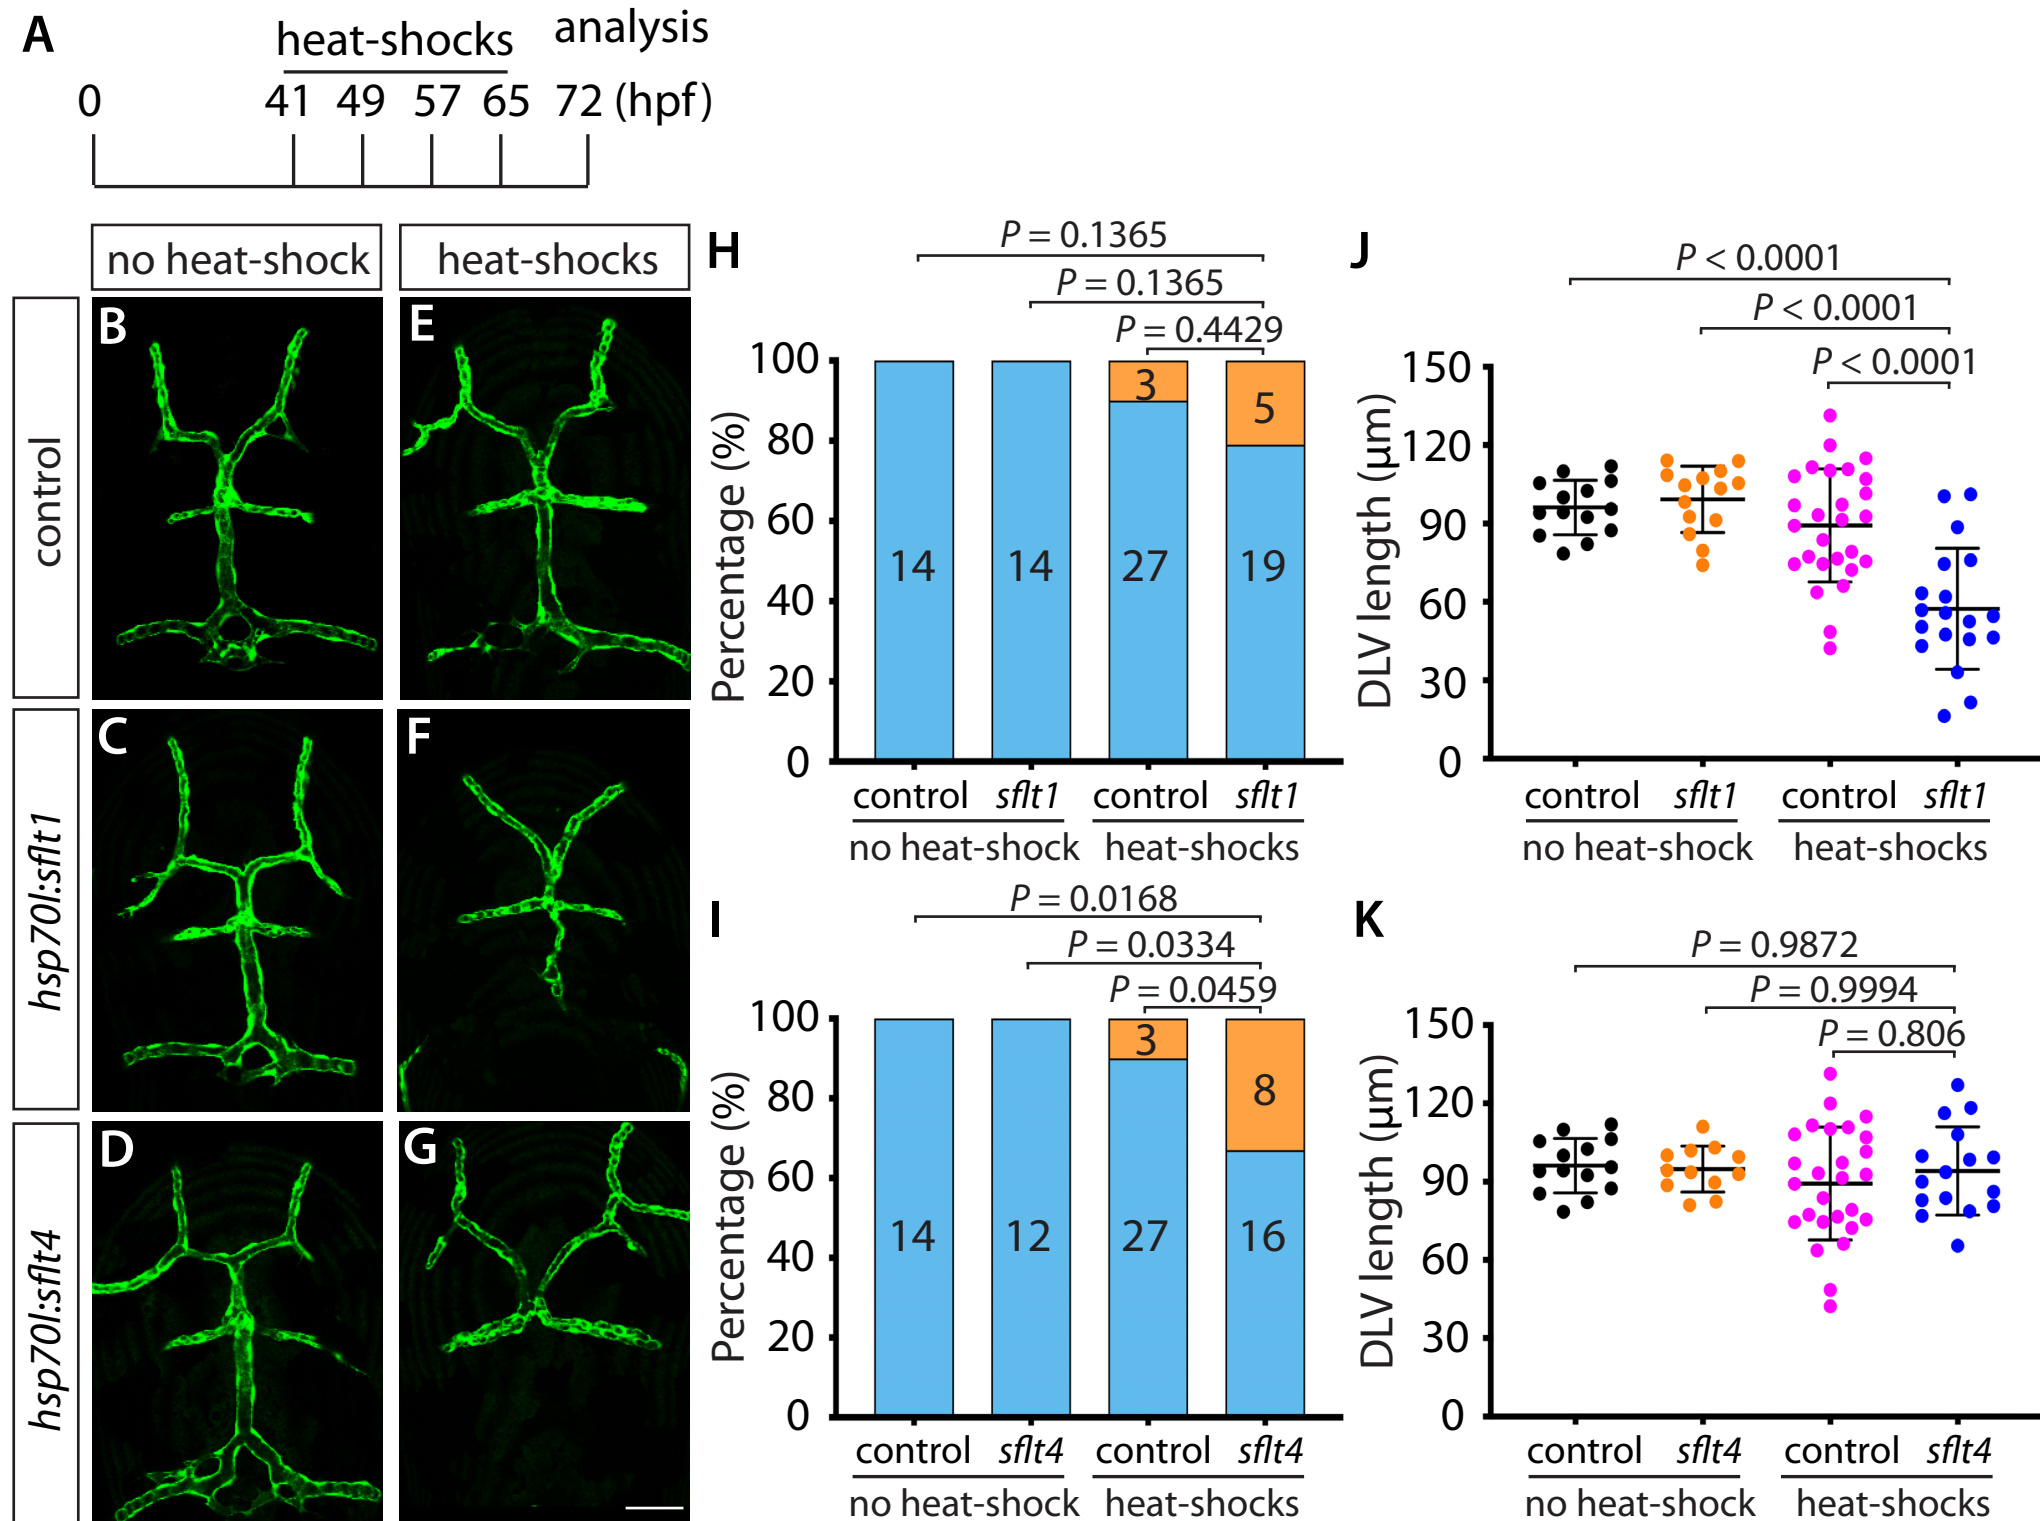 A
heat-shocks analysis
0 41 49 57 65 72 (hpf)
no heat-shock heat-shocks
control
hsp70l:sflt1
hsp70l:sflt4
B
E
C
F
D
G
H
P = 0.1365
P = 0.1365
P = 0.4429
Percentage (%)
100
80
60
40
20
0
14 14 27 19
3 5
control sflt1 control sflt1
no heat-shock heat-shocks
I
P = 0.0168
P = 0.0334
P = 0.0459
Percentage (%)
100
80
60
40
20
0
14 12 27 16
3 8
control sflt4 control sflt4
no heat-shock heat-shocks
J
P < 0.0001
P < 0.0001
P < 0.0001
DLV length (μm)
150
120
90
60
30
0
control sflt1 control sflt1
no heat-shock heat-shocks
K
P = 0.9872
P = 0.9994
P = 0.806
DLV length (μm)
150
120
90
60
30
0
control sflt4 control sflt4
no heat-shock heat-shocks